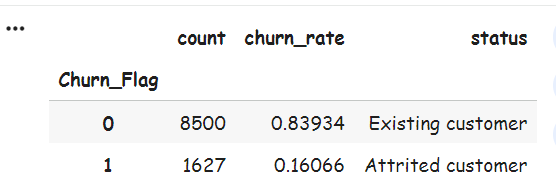 ...
count churn_rate status
Churn_Flag
0 8500 0.83934 Existing customer
1 1627 0.16066 Attrited customer